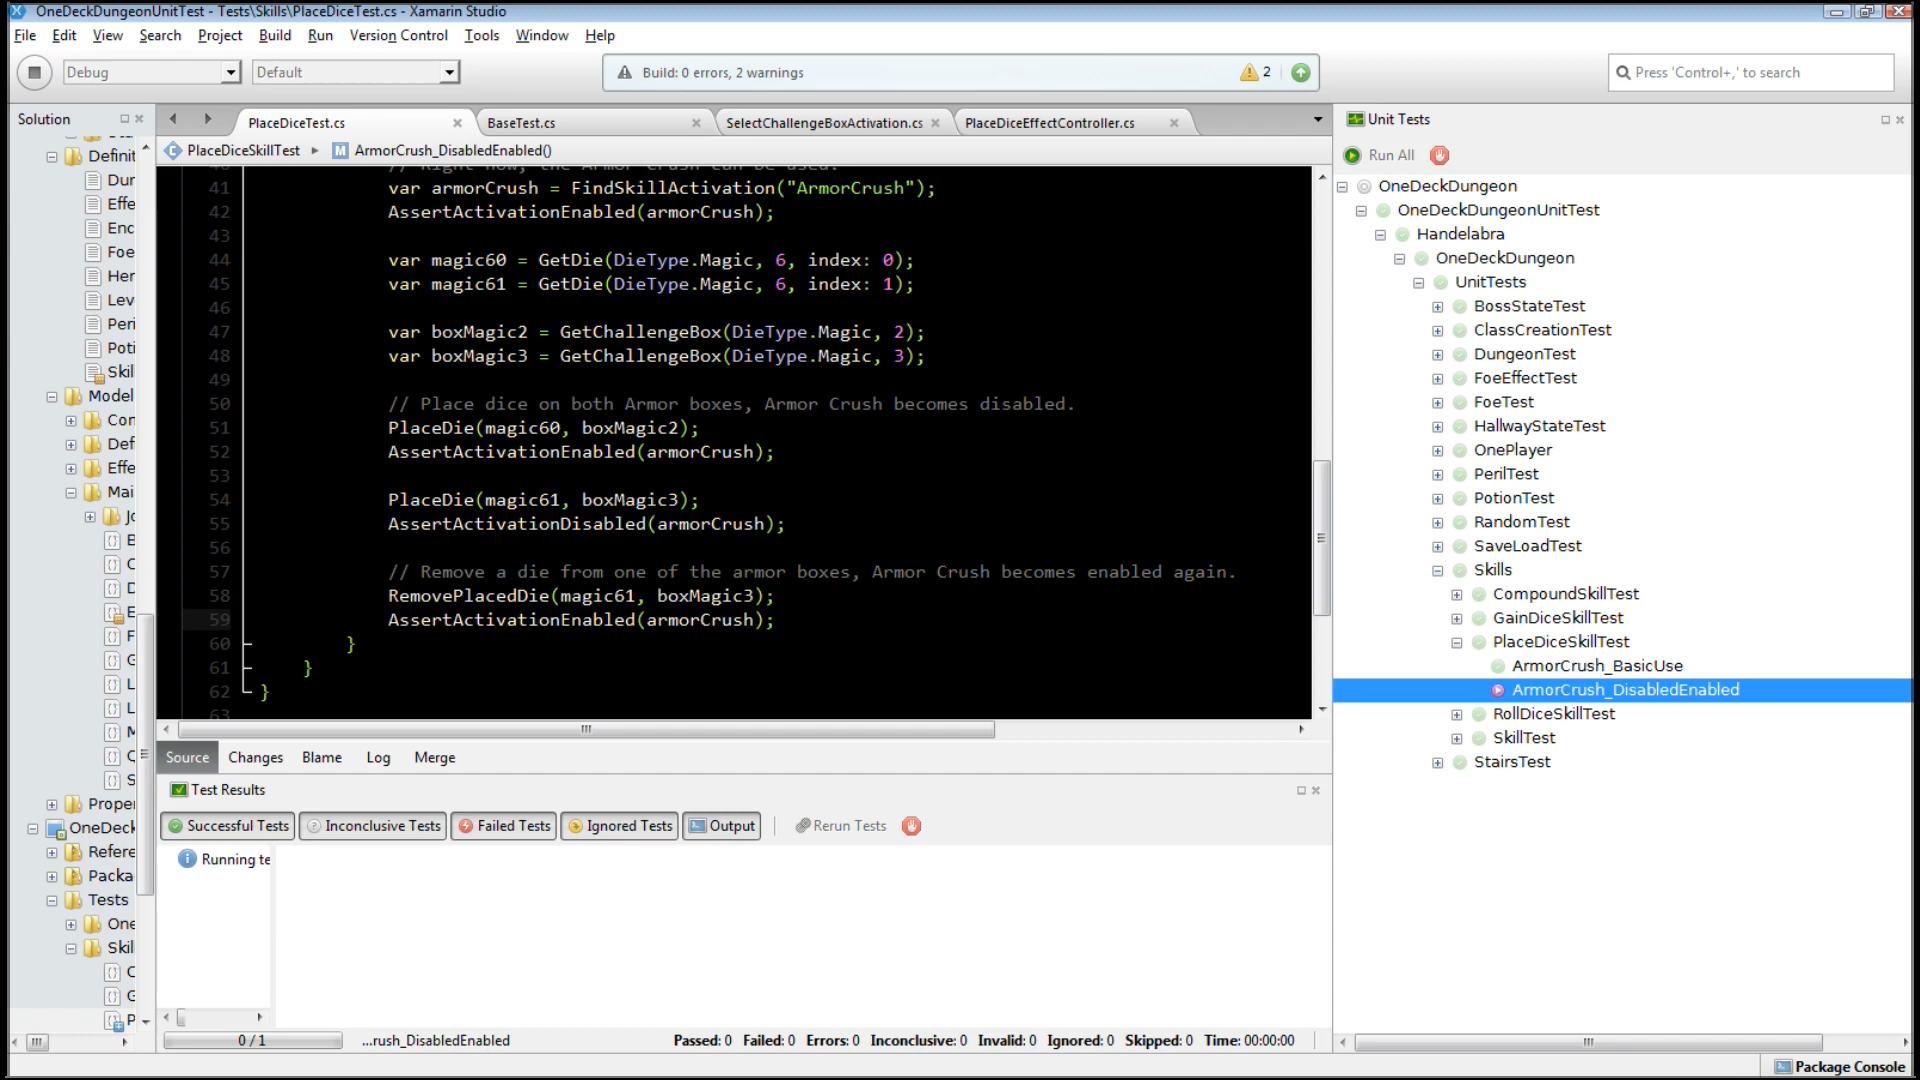 OneDeckDungeonUnitTest - Tests\Skills\PlaceDiceTest.cs - Xamarin Studio
File Edit View Search Project Build Run Version Control Tools Window Help
Debug Default Build: 0 errors, 2 warnings 2 Press 'Control+,' to search
Solution
Definit
Dur
Effe
Enc
Foe
Her
Leve
Peri
Poti
Skil
Model
Con
Def
Effe
Mai
Jc
B
C
D
E
F
G
L
L
M
C
S
Proper
OneDeck
Refere
Packa
Tests
One
Skil
C
G
P
PlaceDiceTest.cs BaseTest.cs SelectChallengeBoxActivation.cs PlaceDiceEffectController.cs
PlaceDiceSkillTest ArmorCrush_DisabledEnabled()
// Right now, the Armor Crush can be used.
41 var armorCrush = FindSkillActivation("ArmorCrush");
42 AssertActivationEnabled(armorCrush);
43
44 var magic60 = GetDie(DieType.Magic, 6, index: 0);
45 var magic61 = GetDie(DieType.Magic, 6, index: 1);
46
47 var boxMagic2 = GetChallengeBox(DieType.Magic, 2);
48 var boxMagic3 = GetChallengeBox(DieType.Magic, 3);
49
50 // Place dice on both Armor boxes, Armor Crush becomes disabled.
51 PlaceDie(magic60, boxMagic2);
52 AssertActivationEnabled(armorCrush);
53
54 PlaceDie(magic61, boxMagic3);
55 AssertActivationDisabled(armorCrush);
56
57 // Remove a die from one of the armor boxes, Armor Crush becomes enabled again.
58 RemovePlacedDie(magic61, boxMagic3);
59 AssertActivationEnabled(armorCrush);
60 }
61 }
62 }
63
Source Changes Blame Log Merge
Test Results
Successful Tests Inconclusive Tests Failed Tests Ignored Tests Output Rerun Tests
Running te
0 / 1 ...rush_DisabledEnabled Passed: 0 Failed: 0 Errors: 0 Inconclusive: 0 Invalid: 0 Ignored: 0 Skipped: 0 Time: 00:00:00
Unit Tests
Run All
OneDeckDungeon
OneDeckDungeonUnitTest
Handelabra
OneDeckDungeon
UnitTests
BossStateTest
ClassCreationTest
DungeonTest
FoeEffectTest
FoeTest
HallwayStateTest
OnePlayer
PerilTest
PotionTest
RandomTest
SaveLoadTest
Skills
CompoundSkillTest
GainDiceSkillTest
PlaceDiceSkillTest
ArmorCrush_BasicUse
ArmorCrush_DisabledEnabled
RollDiceSkillTest
SkillTest
StairsTest
Package Console